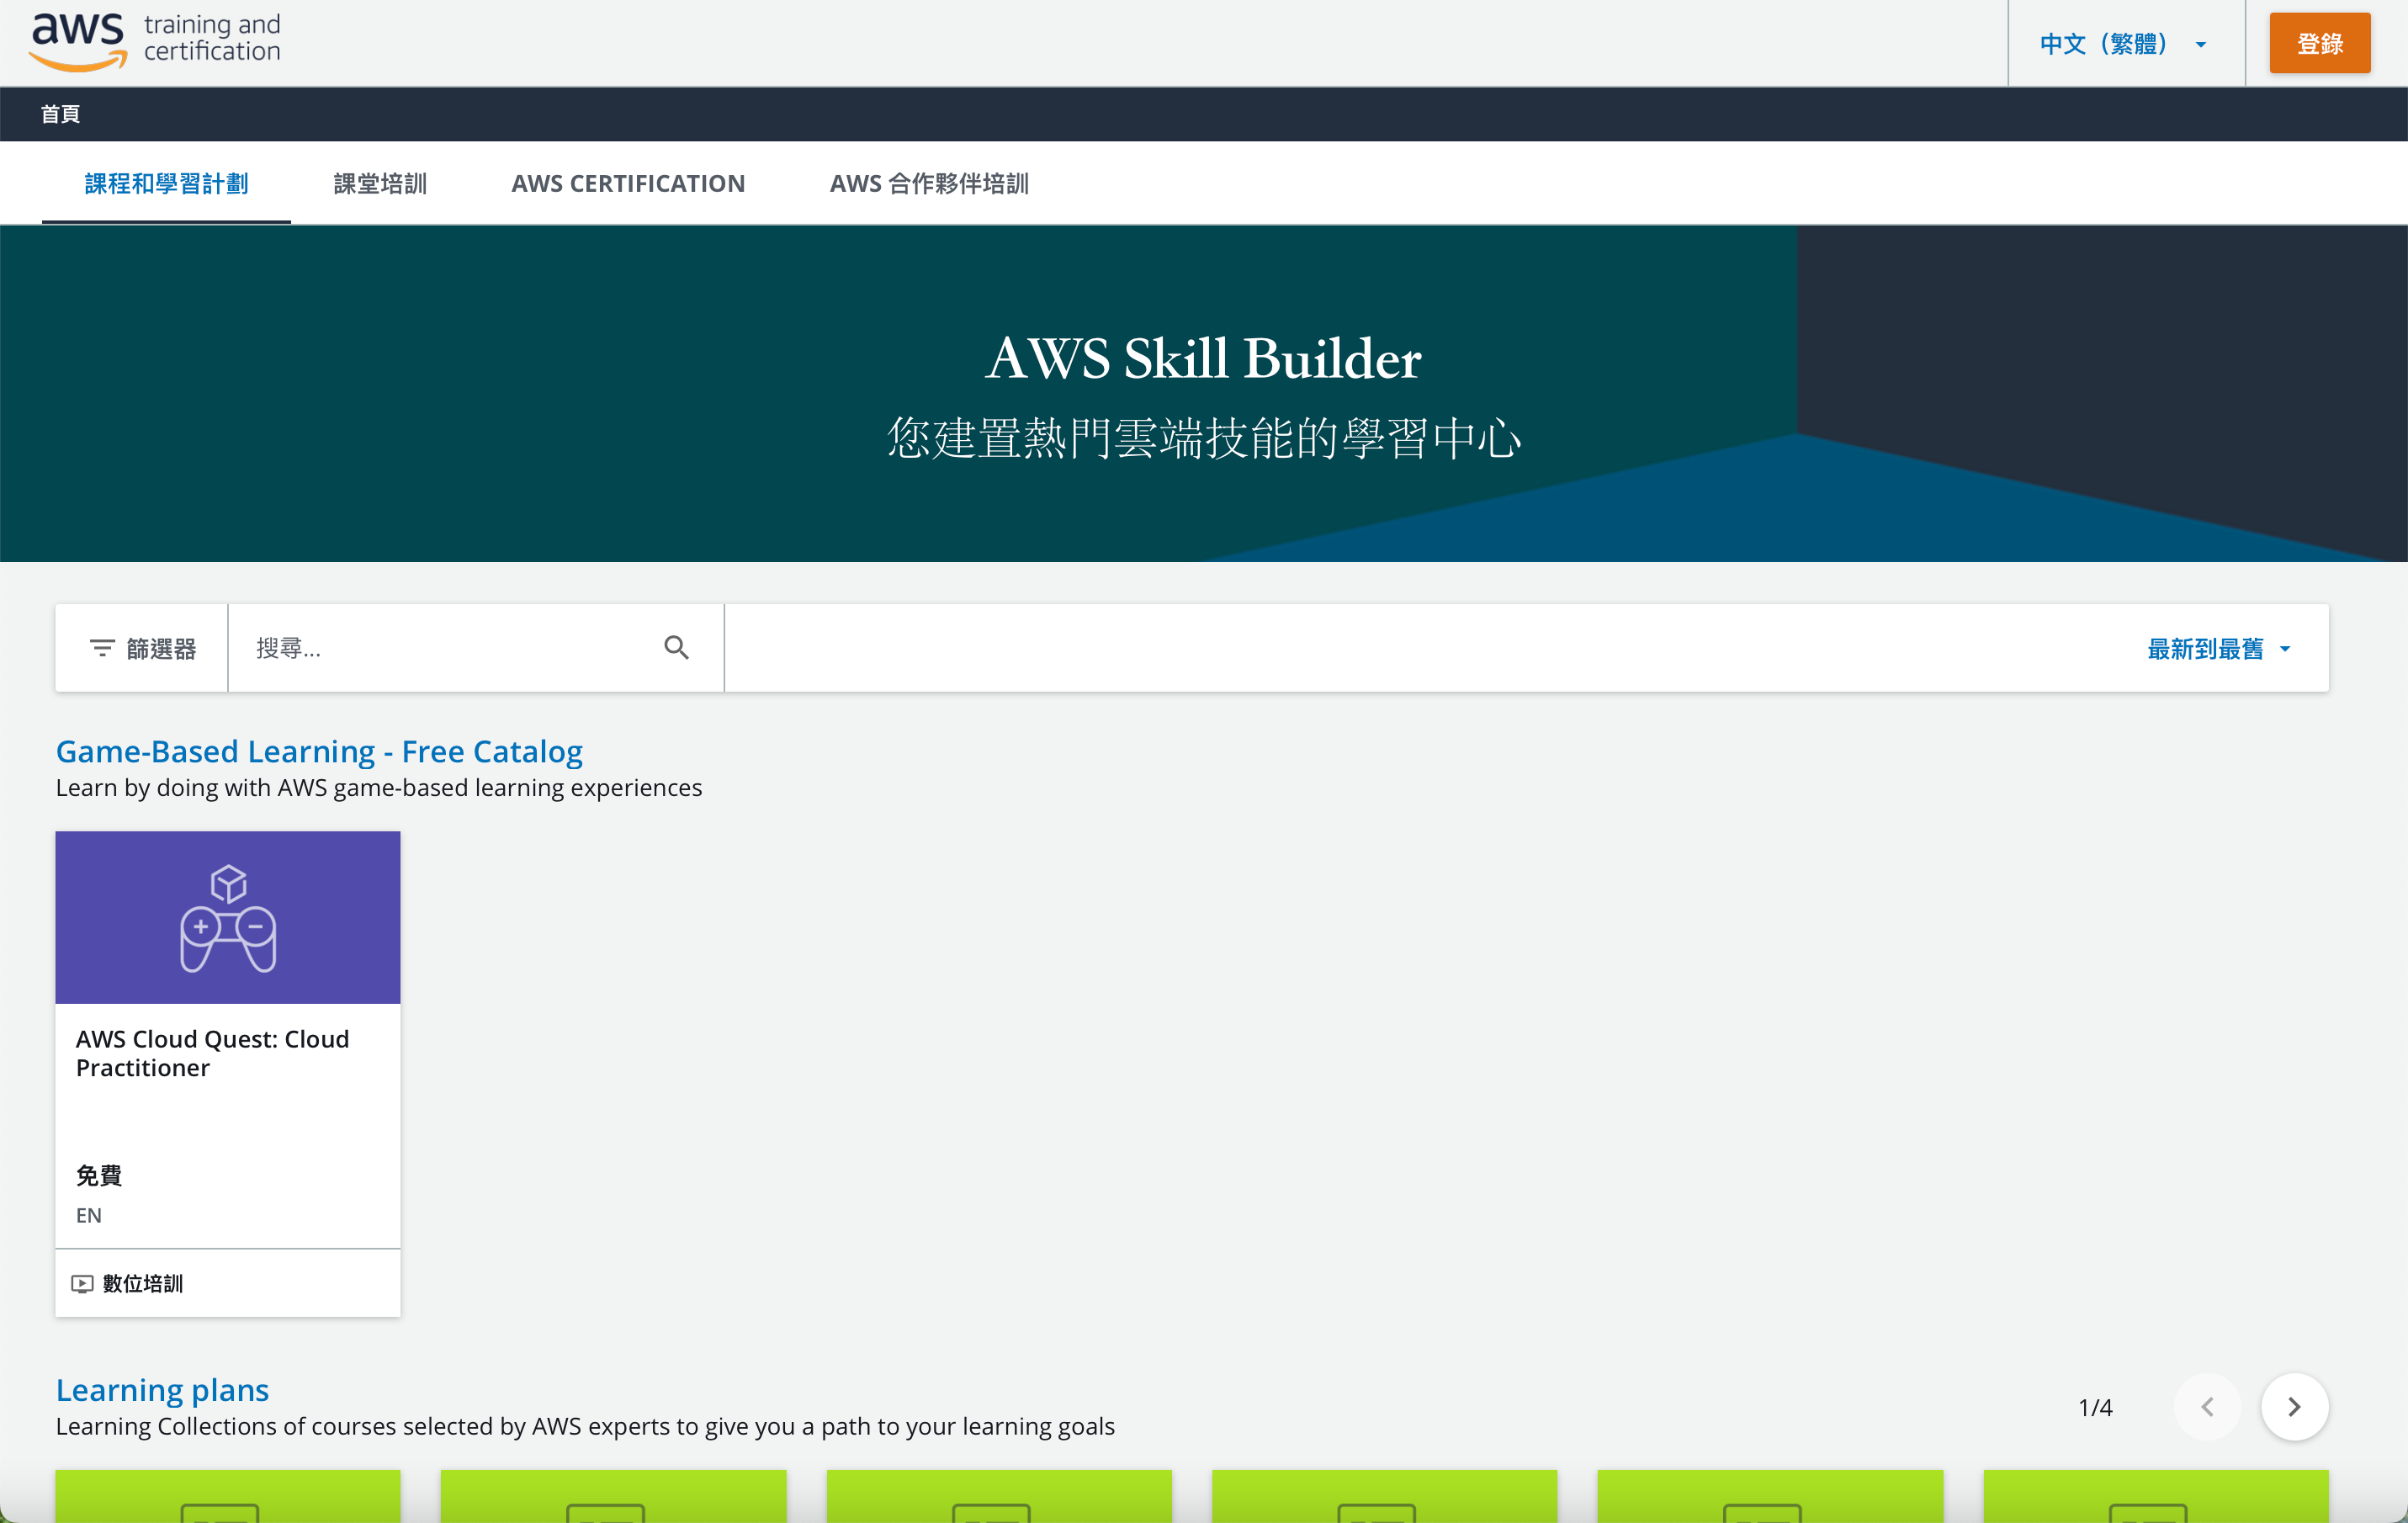 aws training and
certification
中文（繁體）
登錄
首頁
課程和學習計劃
課堂培訓
AWS CERTIFICATION
AWS 合作夥伴培訓
AWS Skill Builder
您建置熱門雲端技能的學習中心
篩選器
搜尋...
最新到最舊
Game-Based Learning - Free Catalog
Learn by doing with AWS game-based learning experiences
AWS Cloud Quest: Cloud
Practitioner
免費
EN
數位培訓
Learning plans
Learning Collections of courses selected by AWS experts to give you a path to your learning goals
1/4